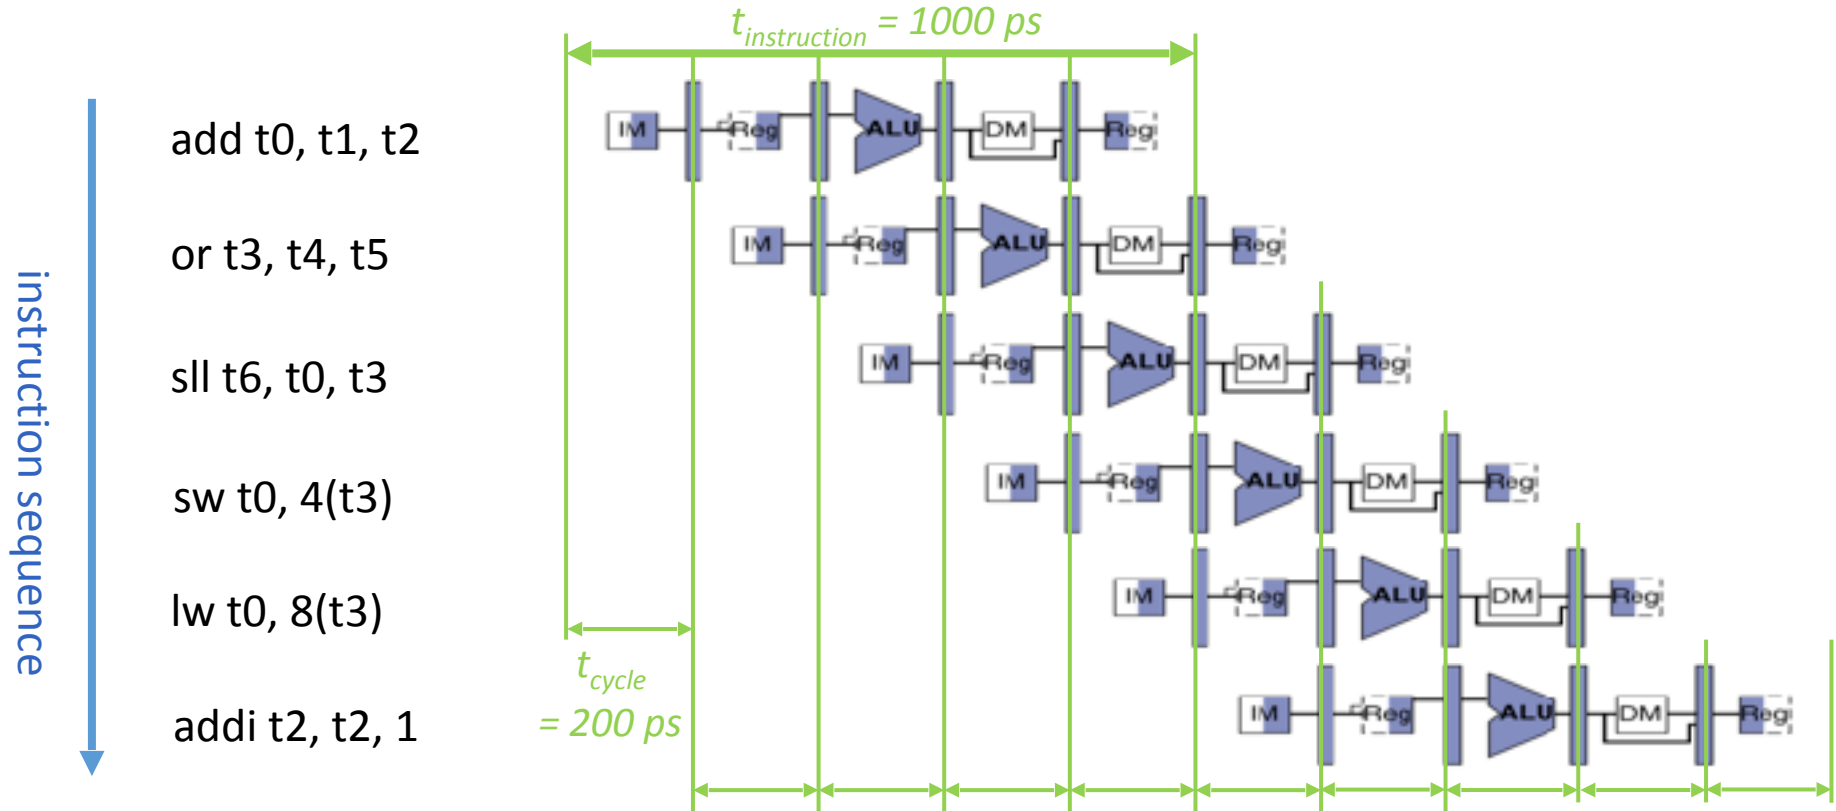 t_instruction = 1000 ps
add t0, t1, t2
IM Reg ALU DM Reg
or t3, t4, t5
IM Reg ALU DM Reg
sll t6, t0, t3
IM Reg ALU DM Reg
sw t0, 4(t3)
IM Reg ALU DM Reg
lw t0, 8(t3)
IM Reg ALU DM Reg
addi t2, t2, 1
IM Reg ALU DM Reg
instruction sequence
t_cycle
= 200 ps